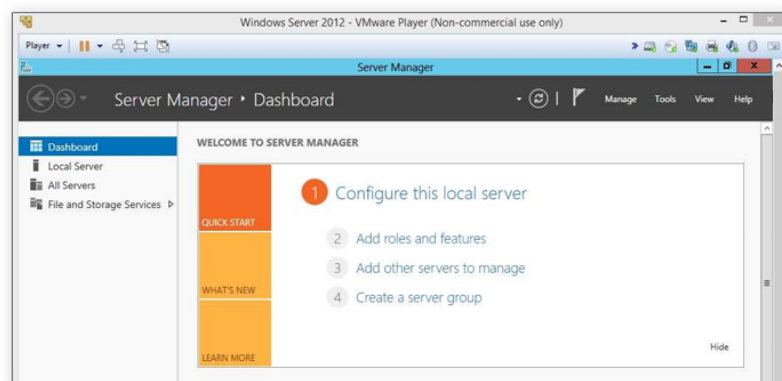 Windows Server 2012 - VMware Player (Non-commercial use only)
Player
Server Manager
Server Manager • Dashboard
Manage Tools View Help
Dashboard
Local Server
All Servers
File and Storage Services
WELCOME TO SERVER MANAGER
QUICK START
WHAT'S NEW
LEARN MORE
1 Configure this local server
2 Add roles and features
3 Add other servers to manage
4 Create a server group
Hide